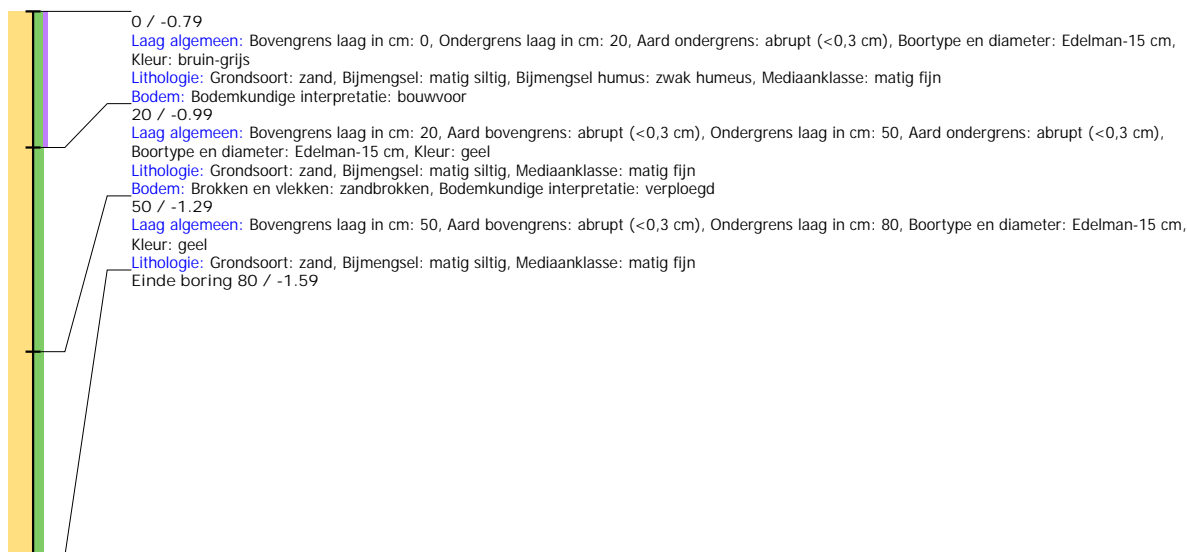 0 / -0.79
Laag algemeen: Bovengrens laag in cm: 0, Ondergrens laag in cm: 20, Aard ondergrens: abrupt (<0,3 cm), Boortype en diameter: Edelman-15 cm,
Kleur: bruin-grijs
Lithologie: Grondsoort: zand, Bijmengsel: matig siltig, Bijmengsel humus: zwak humeus, Mediaanklasse: matig fijn
Bodem: Bodemkundige interpretatie: bouwvoor
20 / -0.99
Laag algemeen: Bovengrens laag in cm: 20, Aard bovengrens: abrupt (<0,3 cm), Ondergrens laag in cm: 50, Aard ondergrens: abrupt (<0,3 cm),
Boortype en diameter: Edelman-15 cm, Kleur: geel
Lithologie: Grondsoort: zand, Bijmengsel: matig siltig, Mediaanklasse: matig fijn
Bodem: Brokken en vlekken: zandbrokken, Bodemkundige interpretatie: verploegd
50 / -1.29
Laag algemeen: Bovengrens laag in cm: 50, Aard bovengrens: abrupt (<0,3 cm), Ondergrens laag in cm: 80, Boortype en diameter: Edelman-15 cm,
Kleur: geel
Lithologie: Grondsoort: zand, Bijmengsel: matig siltig, Mediaanklasse: matig fijn
Einde boring 80 / -1.59